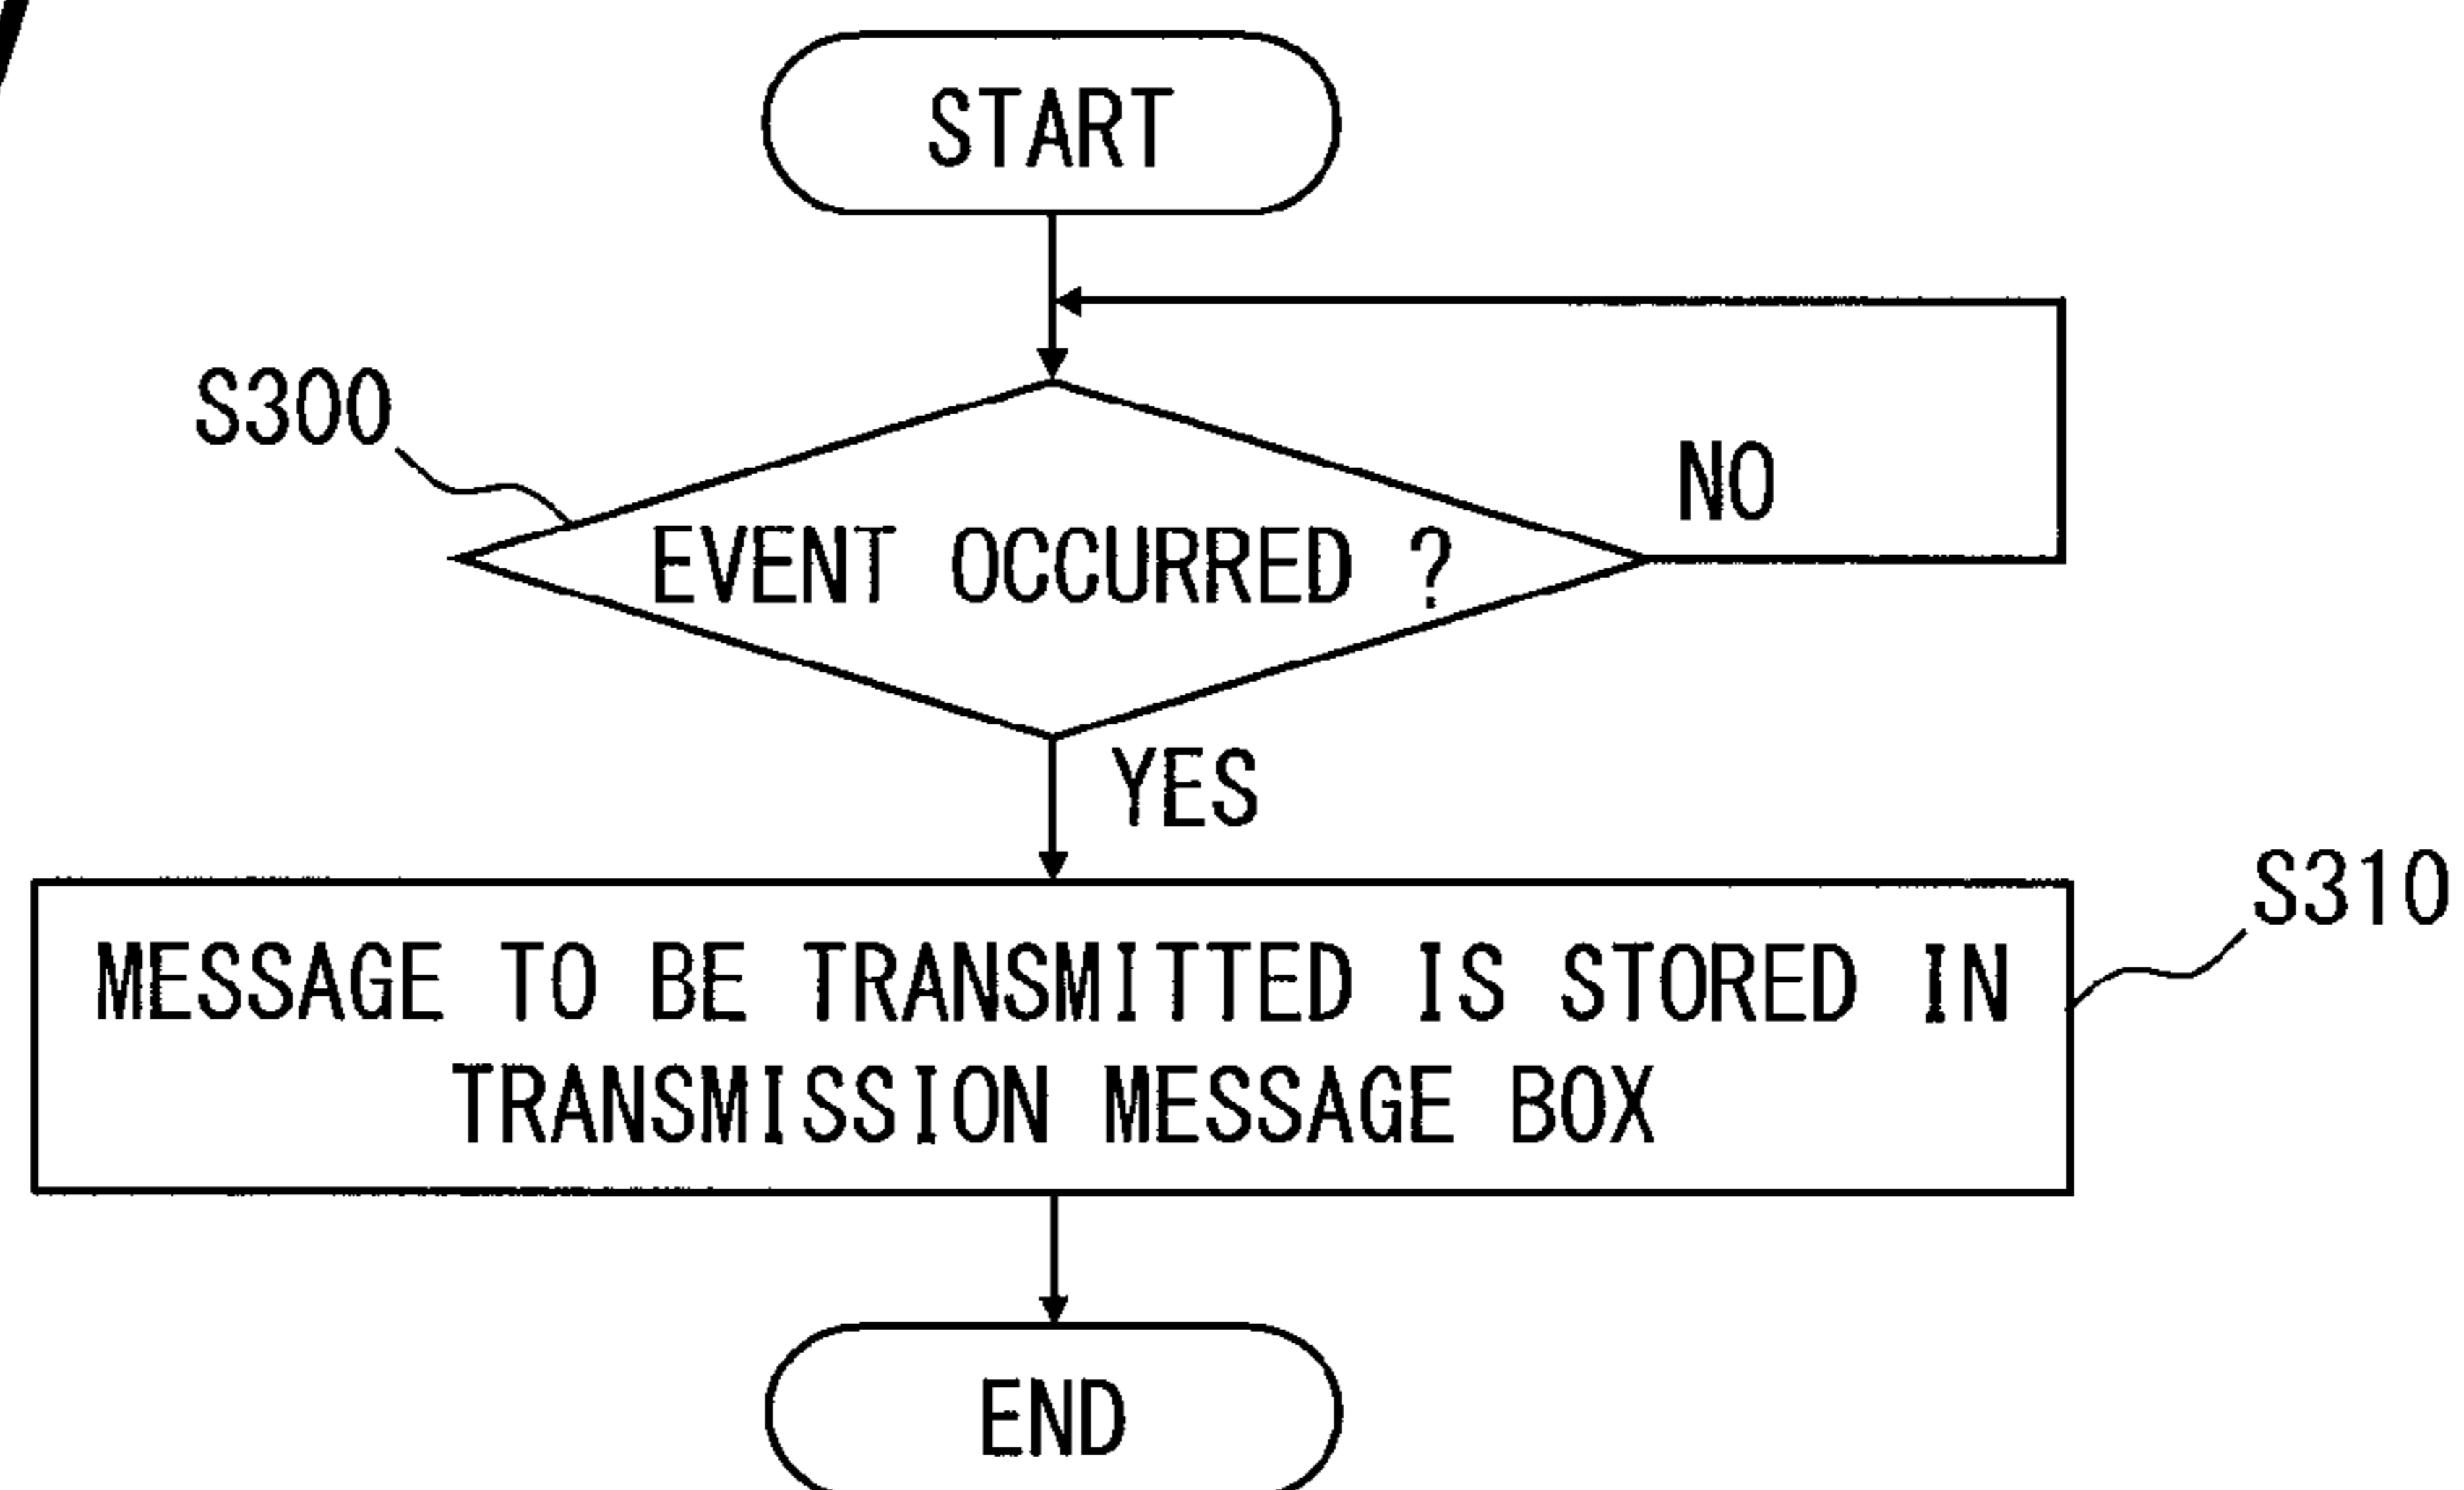 START
S300
NO
EVENT OCCURRED ?
YES
S310
MESSAGE TO BE TRANSMITTED IS STORED IN
TRANSMISSION MESSAGE BOX
END